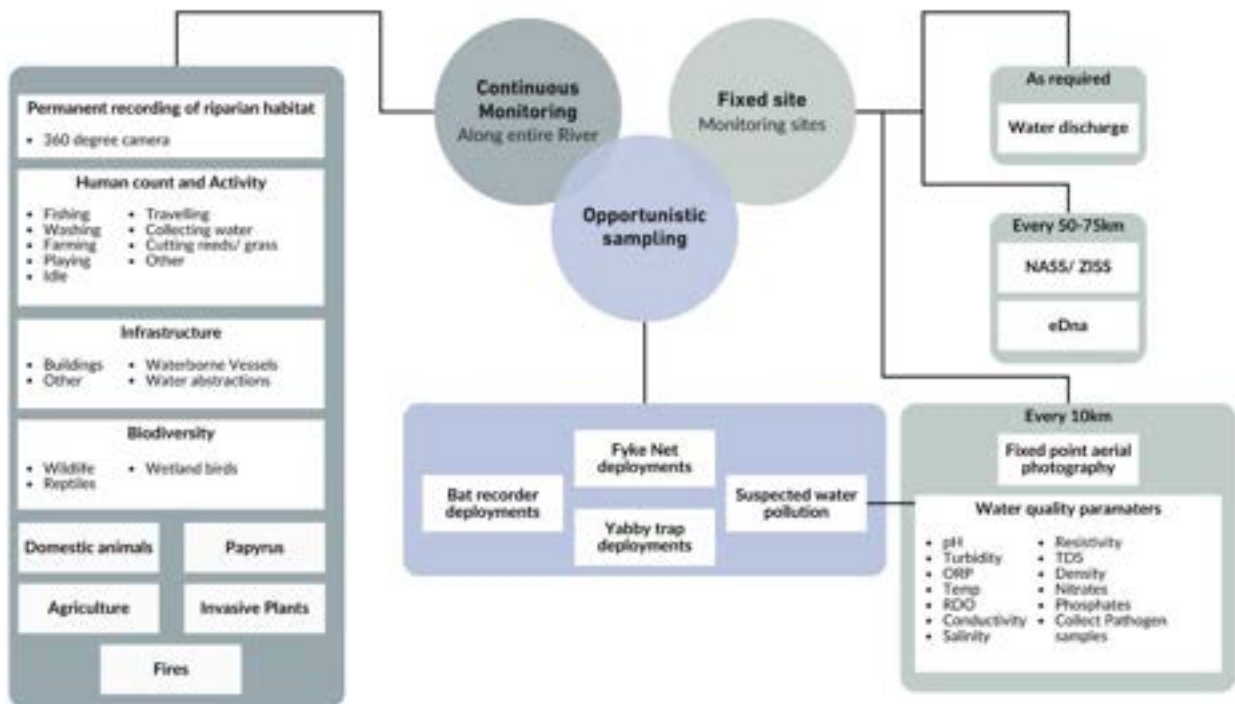 Continuous
Monitoring
Along entire River
Fixed site
Monitoring sites
Opportunistic
sampling
Permanent recording of riparian habitat
• 360 degree camera
Human count and Activity
• Fishing
• Washing
• Farming
• Playing
• Idle
• Travelling
• Collecting water
• Cutting reeds/ grass
• Other
Infrastructure
• Buildings
• Other
• Waterborne Vessels
• Water abstractions
Biodiversity
• Wildlife
• Reptiles
• Wetland birds
Domestic animals
Papyrus
Agriculture
Invasive Plants
Fires
Bat recorder
deployments
Fyke Net
deployments
Yabby trap
deployments
Suspected water
pollution
As required
Water discharge
Every 50-75km
NASS/ ZISS
eDna
Every 10km
Fixed point aerial
photography
Water quality paramaters
• pH
• Turbidity
• ORP
• Temp
• RDO
• Conductivity
• Salinity
• Resistivity
• TDS
• Density
• Nitrates
• Phosphates
• Collect Pathogen
samples